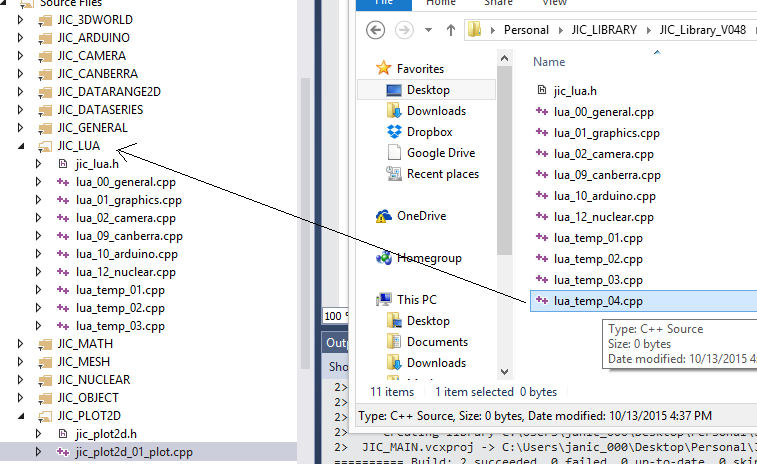 Source Files
JIC_3DWORLD
JIC_ARDUINO
JIC_CAMERA
JIC_CANBERRA
JIC_DATARANGE2D
JIC_DATASERIES
JIC_GENERAL
JIC_LUA
jic_lua.h
lua_00_general.cpp
lua_01_graphics.cpp
lua_02_camera.cpp
lua_09_canberra.cpp
lua_10_arduino.cpp
lua_12_nuclear.cpp
lua_temp_01.cpp
lua_temp_02.cpp
lua_temp_03.cpp
JIC_MATH
JIC_MESH
JIC_NUCLEAR
JIC_OBJECT
JIC_PLOT2D
jic_plot2d.h
jic_plot2d_01_plot.cpp
File Home Share View
Personal JIC_LIBRARY JIC_Library_V048
Favorites
Desktop
Downloads
Dropbox
Google Drive
Recent places
OneDrive
Homegroup
This PC
Desktop
Documents
Downloads
Name
jic_lua.h
lua_00_general.cpp
lua_01_graphics.cpp
lua_02_camera.cpp
lua_09_canberra.cpp
lua_10_arduino.cpp
lua_12_nuclear.cpp
lua_temp_01.cpp
lua_temp_02.cpp
lua_temp_03.cpp
lua_temp_04.cpp
Type: C++ Source
Size: 0 bytes
Date modified: 10/13/2015 4:
11 items 1 item selected 0 bytes
Type: C++ Source, Size: 0 bytes, Date modified: 10/13/2015 4:37 PM
100 %
Outp
Sho
2>
2>
2>
2>
2> JIC_MAIN.vcxproj -> C:\Users\janic_000\Desktop\Personal\J
========== Build: 2 succeeded, 0 failed, 0 up-to-date, 0 skip